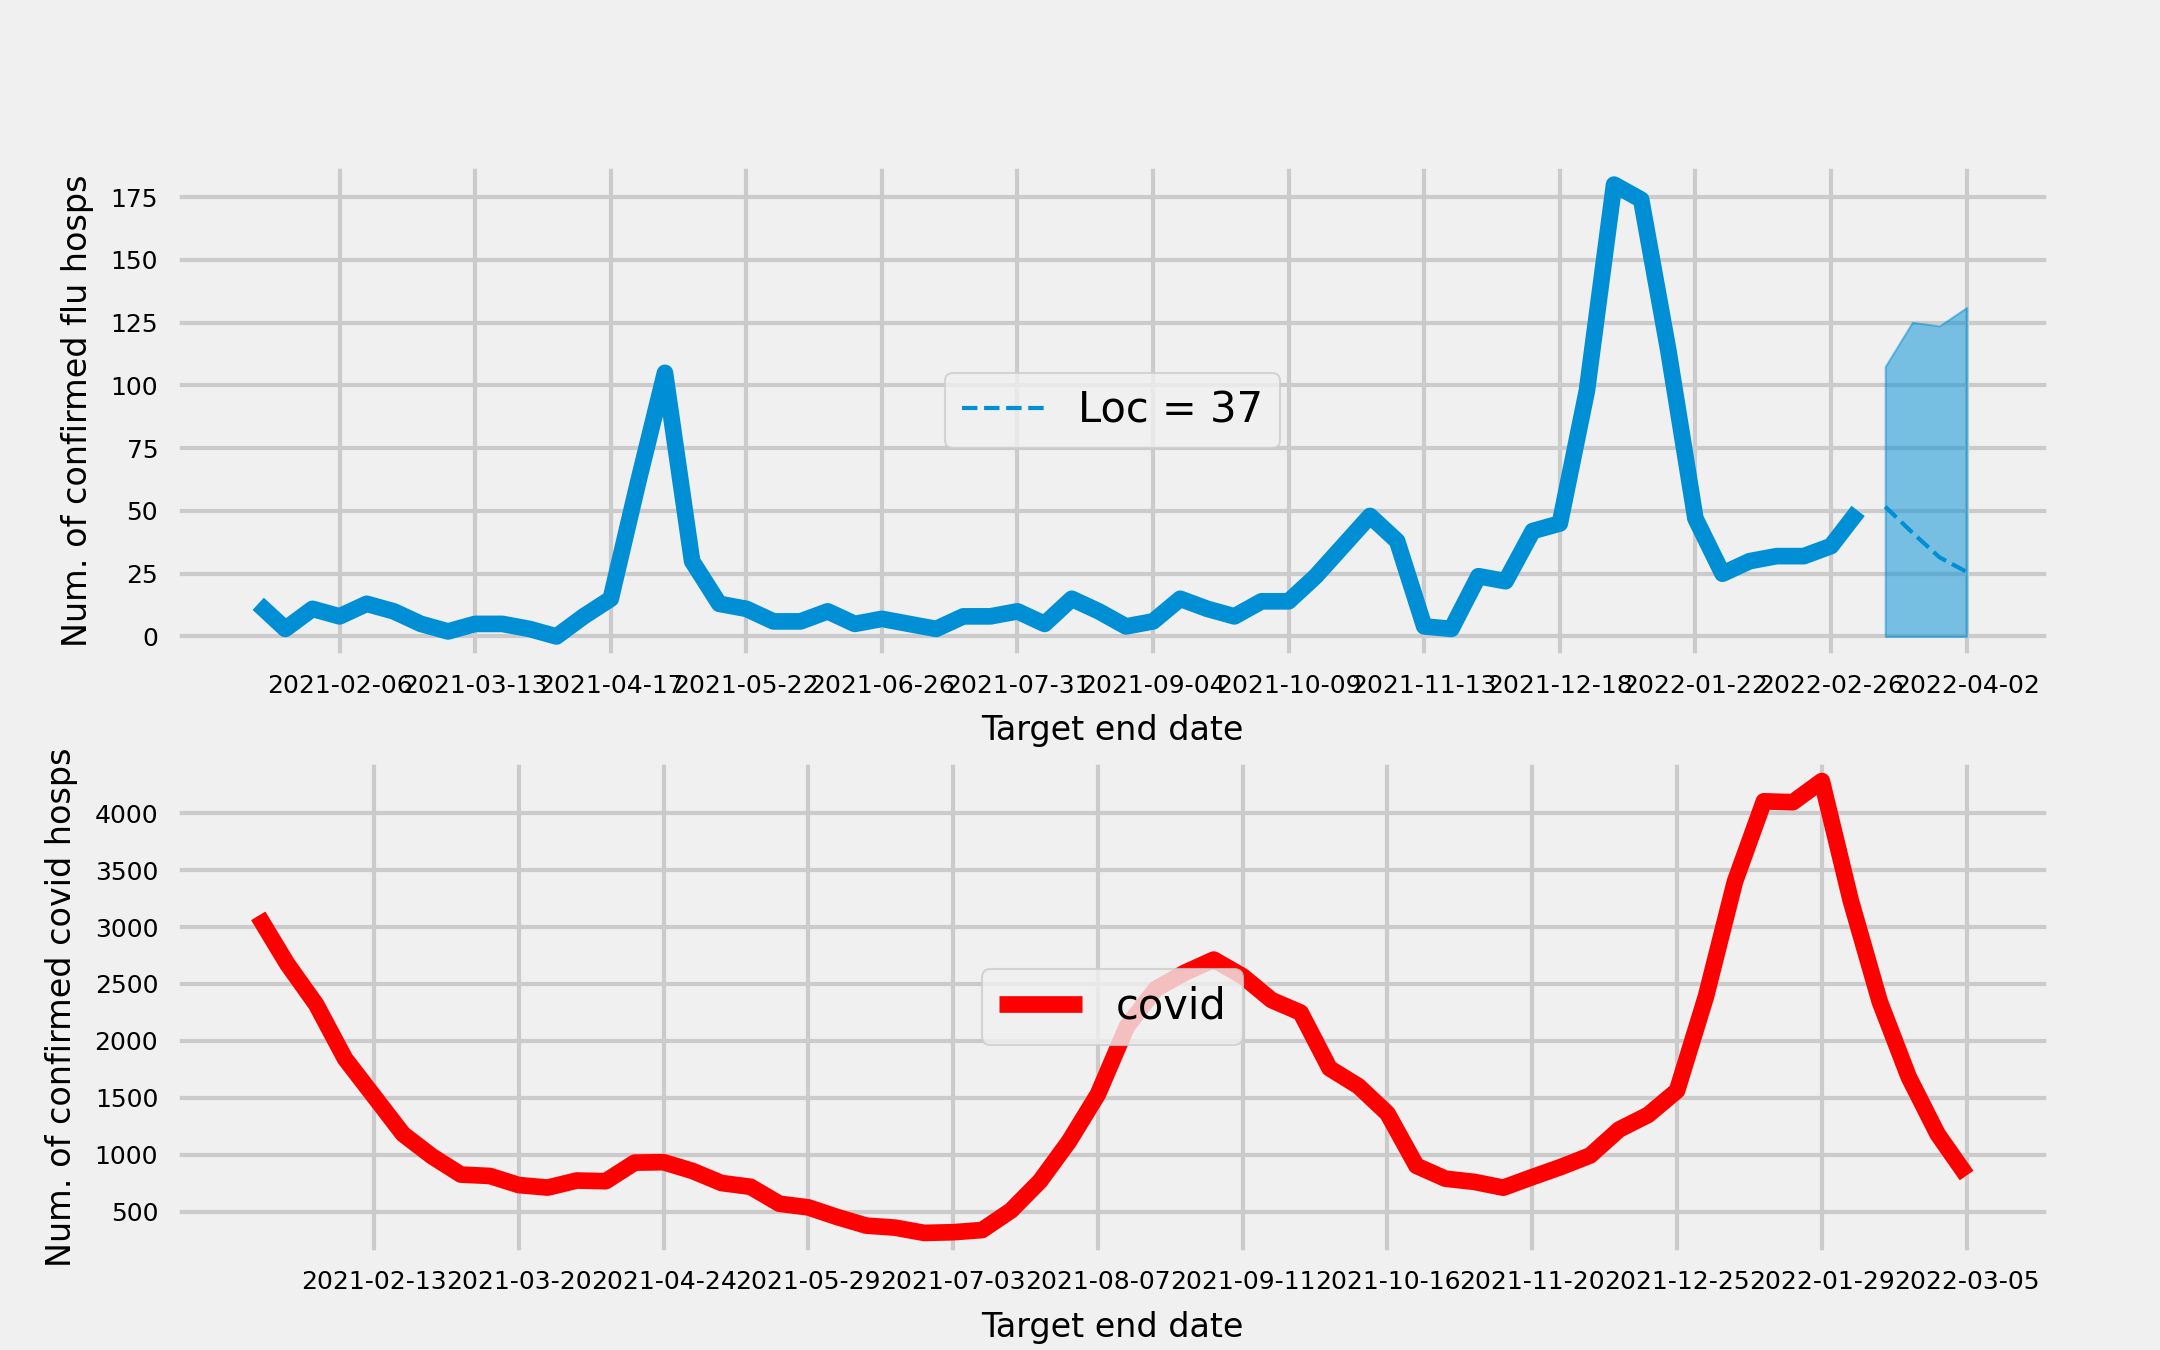 Num. of confirmed flu hosps
175
150
125
100
75
50
25
0
Loc = 37
2021-02-06 2021-03-13 2021-04-17 2021-05-22 2021-06-26 2021-07-31 2021-09-04 2021-10-09 2021-11-13 2021-12-18 2022-01-22 2022-02-26 2022-04-02
Target end date
Num. of confirmed covid hosps
4000
3500
3000
2500
2000
1500
1000
500
covid
2021-02-13 2021-03-20 2021-04-24 2021-05-29 2021-07-03 2021-08-07 2021-09-11 2021-10-16 2021-11-20 2021-12-25 2022-01-29 2022-03-05
Target end date